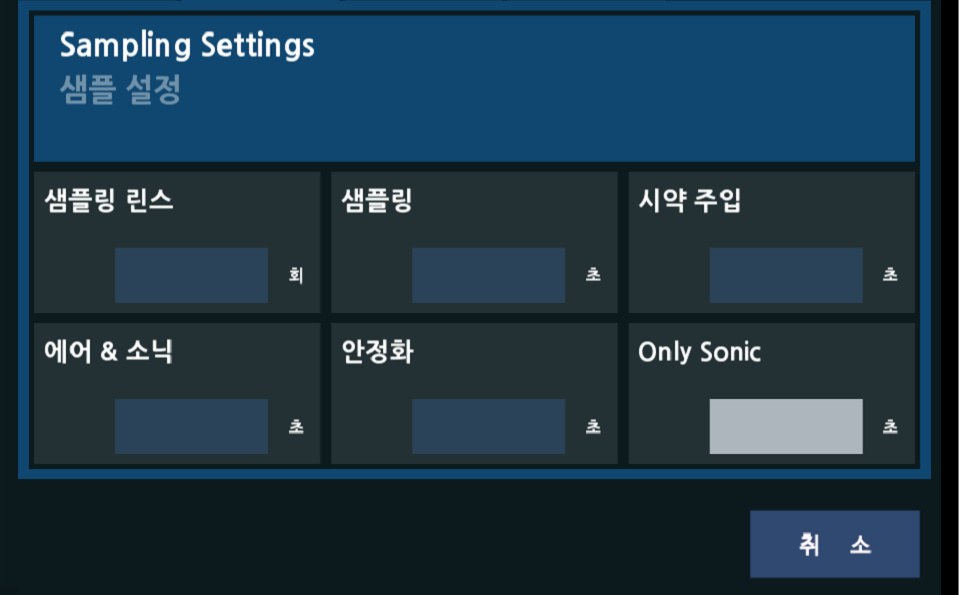 Sampling Settings
샘플 설정
샘플링 린스
회
샘플링
초
시약 주입
초
에어 & 소닉
초
안정화
초
Only Sonic
초
취 소